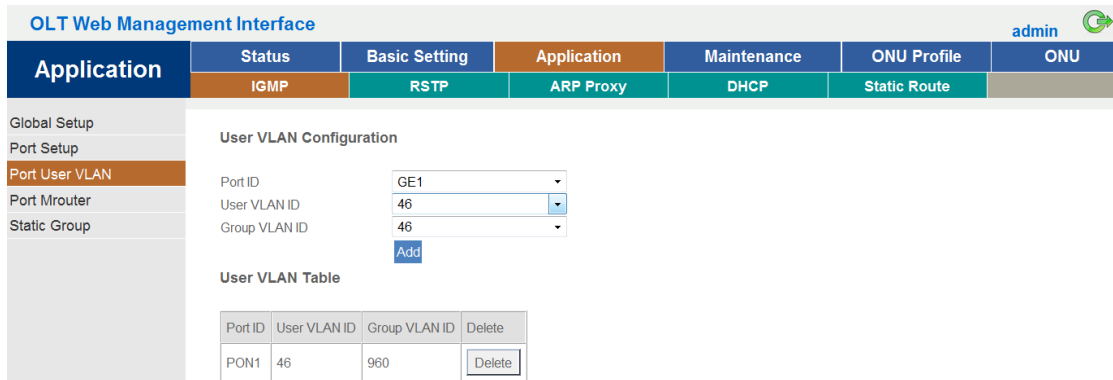 OLT Web Management Interface
admin
Application
Status Basic Setting Application Maintenance ONU Profile ONU
IGMP RSTP ARP Proxy DHCP Static Route
Global Setup
Port Setup
Port User VLAN
Port Mrouter
Static Group
User VLAN Configuration
Port ID GE1
User VLAN ID 46
Group VLAN ID 46
Add
User VLAN Table
Port ID User VLAN ID Group VLAN ID Delete
PON1 46 960 Delete